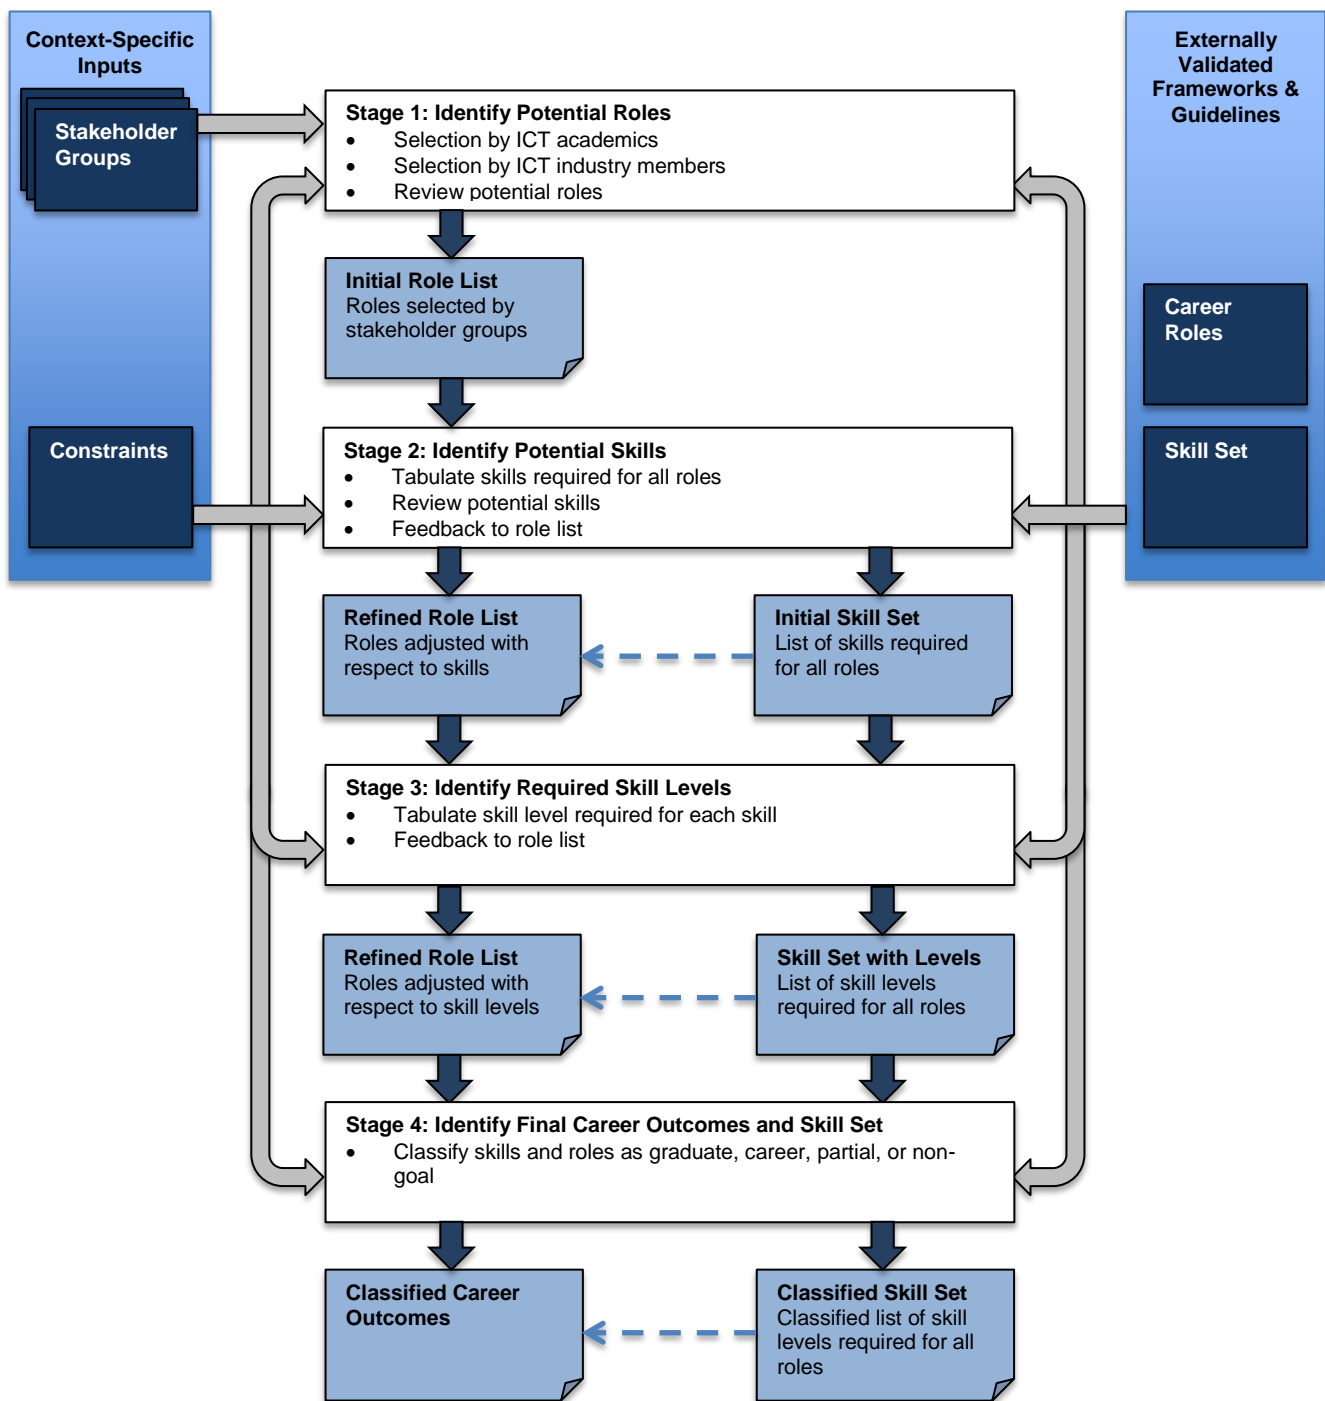 Context-Specific
Inputs
Stakeholder
Groups
Constraints
Externally
Validated
Frameworks &
Guidelines
Career
Roles
Skill Set
Stage 1: Identify Potential Roles
• Selection by ICT academics
• Selection by ICT industry members
• Review potential roles
Initial Role List
Roles selected by
stakeholder groups
Stage 2: Identify Potential Skills
• Tabulate skills required for all roles
• Review potential skills
• Feedback to role list
Refined Role List
Roles adjusted with
respect to skills
Initial Skill Set
List of skills required
for all roles
Stage 3: Identify Required Skill Levels
• Tabulate skill level required for each skill
• Feedback to role list
Refined Role List
Roles adjusted with
respect to skill levels
Skill Set with Levels
List of skill levels
required for all roles
Stage 4: Identify Final Career Outcomes and Skill Set
• Classify skills and roles as graduate, career, partial, or non-
goal
Classified Career
Outcomes
Classified Skill Set
Classified list of skill
levels required for all
roles